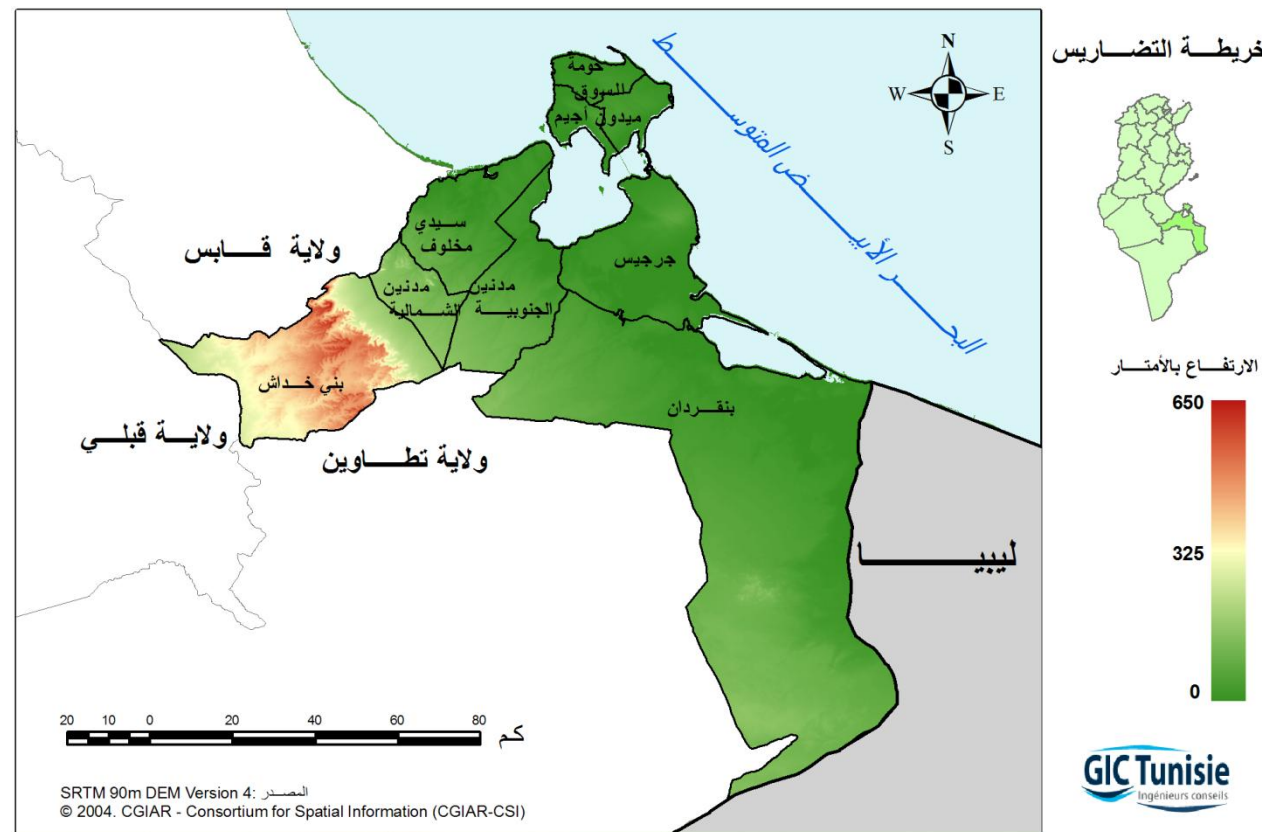 خريطة التضاريس
N
W E
S
البحر الأبيض المتوسط
حومة
السوق
ميدون أجيم
سيدي
مخلوف
جرجيس
مدنين
الشمالية
مدنين
الجنوبية
بني خداش
بنقردان
ولاية قابس
ولاية قبلي
ولاية تطاوين
ليبيا
الارتفاع بالأمتار
650
325
0
20 10 0 20 40 60 80
كم
SRTM 90m DEM Version 4: المصدر
© 2004. CGIAR - Consortium for Spatial Information (CGIAR-CSI)
GIC Tunisie
Ingénieurs conseils